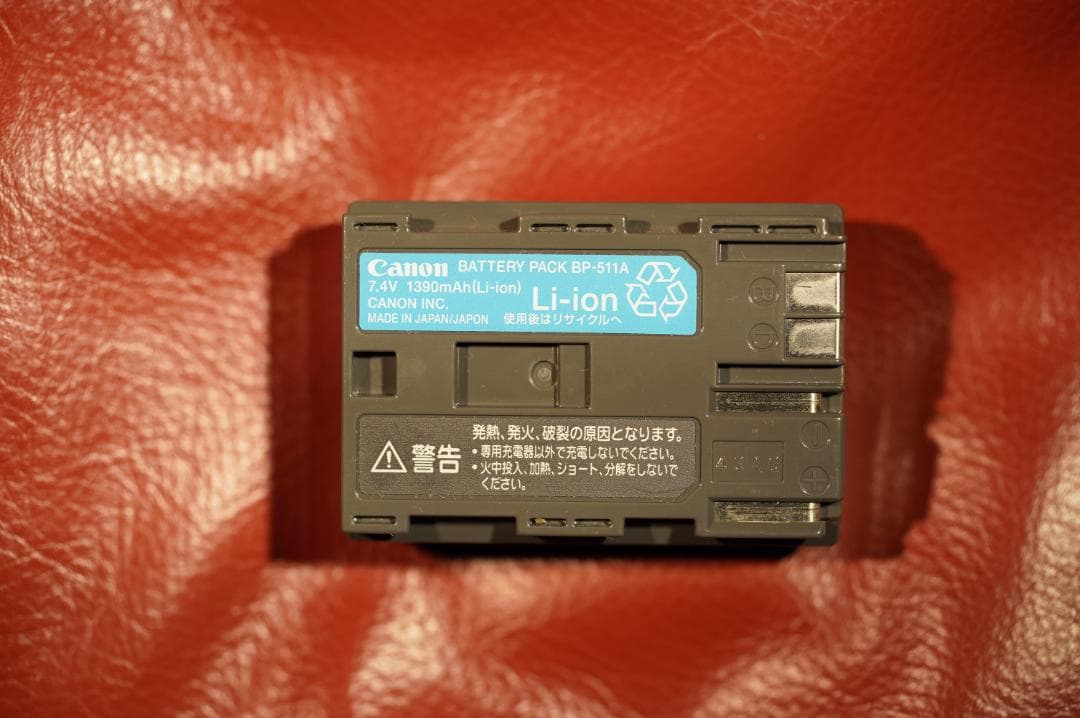 Canon BATTERY PACK BP-511A
7.4V 1390mAh(Li-ion)
CANON INC. Li-ion
MADE IN JAPAN/JAPON 使用後はリサイクルへ
警告
発熱、発火、破裂の原因となります。
・専用充電器以外で充電しないでください。
・火中投入、加熱、ショート、分解をしないで
ください。
D
－
＋